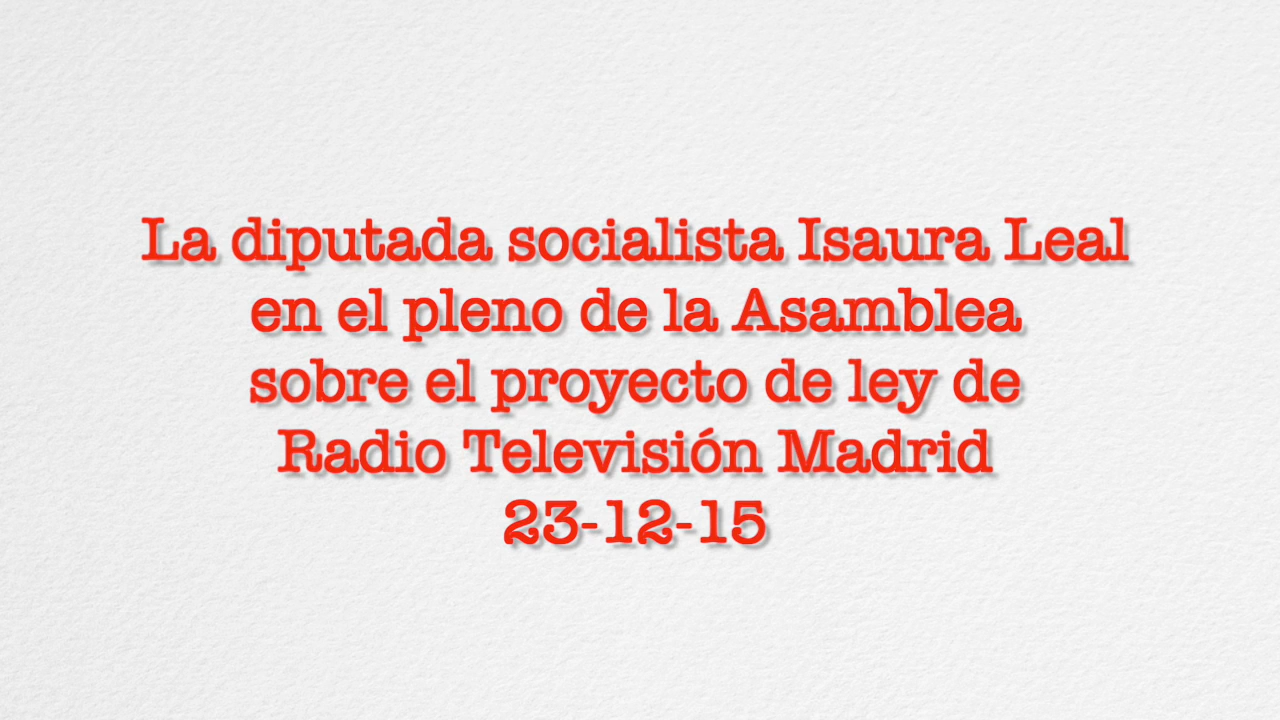 La diputada socialista Isaura Leal
en el pleno de la Asamblea
sobre el proyecto de ley de
Radio Televisión Madrid
23-12-15